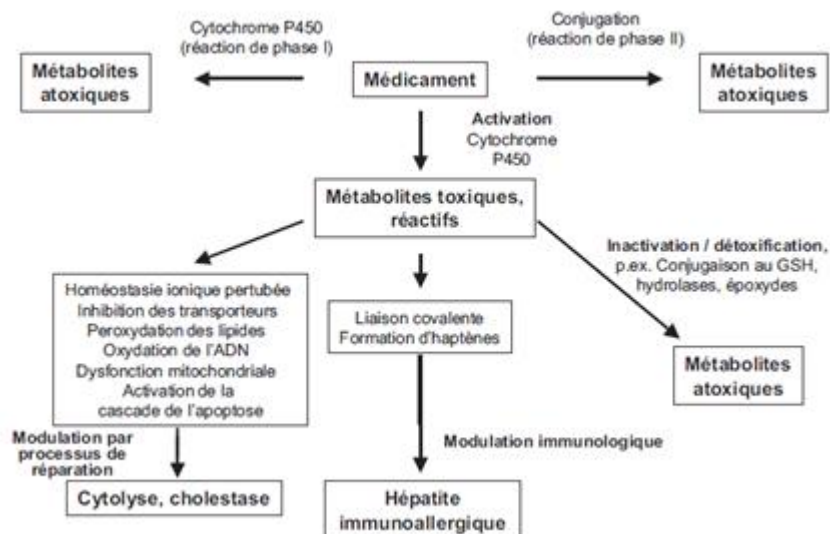 Cytochrome P450
(réaction de phase I)
Conjugation
(réaction de phase II)
Métabolites
atoxiques
Médicament
Métabolites
atoxiques
Activation
Cytochrome
P450
Métabolites toxiques,
réactifs
Inactivation / détoxification,
p.ex. Conjugaison au GSH,
hydrolases, époxydes
Homéostasie ionique pertubée
Inhibition des transporteurs
Peroxydation des lipides
Oxydation de l'ADN
Dysfonction mitochondriale
Activation de la
cascade de l'apoptose
Liaison covalente
Formation d'haptènes
Métabolites
atoxiques
Modulation par
processus de
réparation
Modulation immunologique
Cytolyse, cholestase
Hépatite
immunoallergique